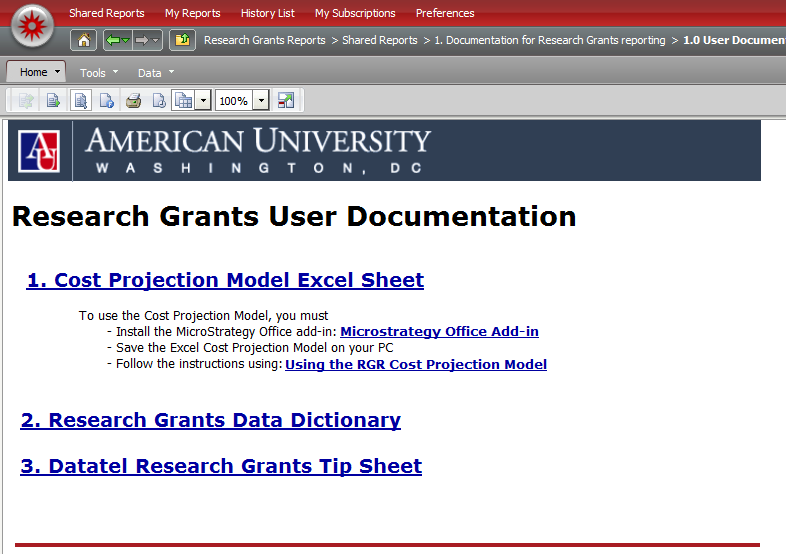 Shared Reports My Reports History List My Subscriptions Preferences
Research Grants Reports > Shared Reports > 1. Documentation for Research Grants reporting > 1.0 User Documen
Home Tools Data
100%
AU AMERICAN UNIVERSITY
WASHINGTON, DC
Research Grants User Documentation
1. Cost Projection Model Excel Sheet
To use the Cost Projection Model, you must
- Install the MicroStrategy Office add-in: Microstrategy Office Add-in
- Save the Excel Cost Projection Model on your PC
- Follow the instructions using: Using the RGR Cost Projection Model
2. Research Grants Data Dictionary
3. Datatel Research Grants Tip Sheet